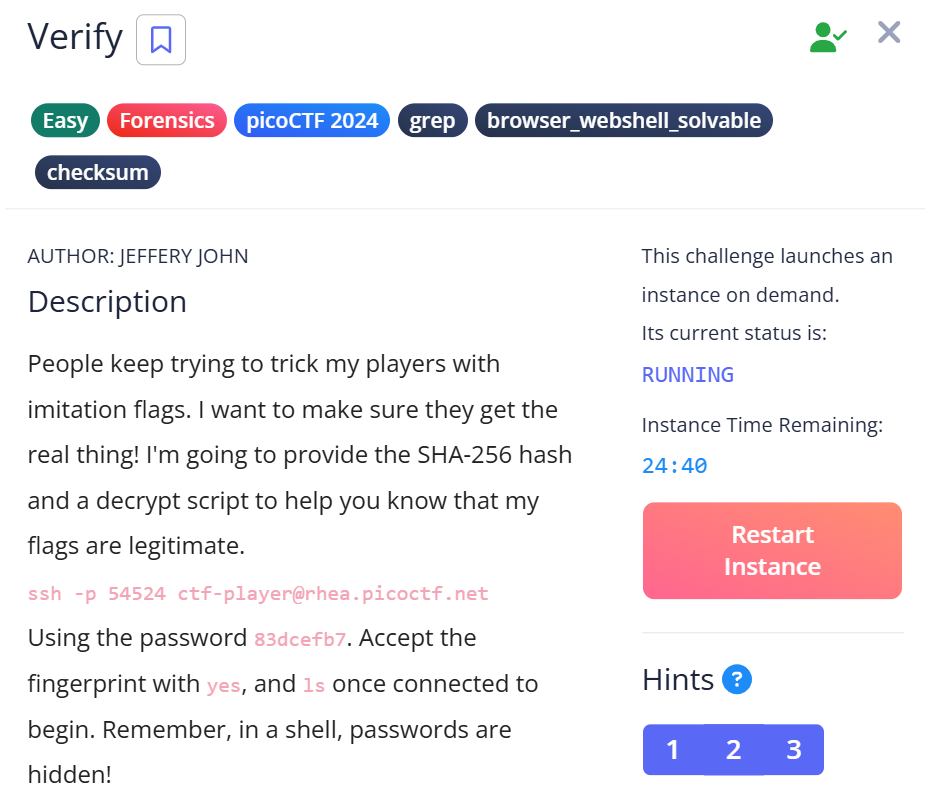 Verify
Easy Forensics picoCTF 2024 grep browser_webshell_solvable
checksum
AUTHOR: JEFFERY JOHN
Description
People keep trying to trick my players with
imitation flags. I want to make sure they get the
real thing! I'm going to provide the SHA-256 hash
and a decrypt script to help you know that my
flags are legitimate.
ssh -p 54524 ctf-player@rhea.picoctf.net
Using the password 83dcefb7. Accept the
fingerprint with yes, and ls once connected to
begin. Remember, in a shell, passwords are
hidden!
This challenge launches an
instance on demand.
Its current status is:
RUNNING
Instance Time Remaining:
24:40
Restart
Instance
Hints ?
1 2 3